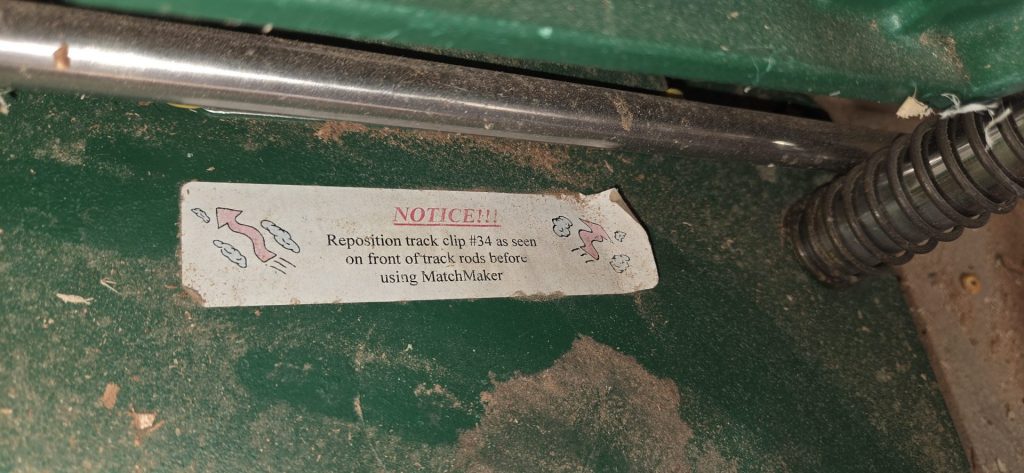 NOTICE!!!
Reposition track clip #34 as seen
on front of track rods before
using MatchMaker